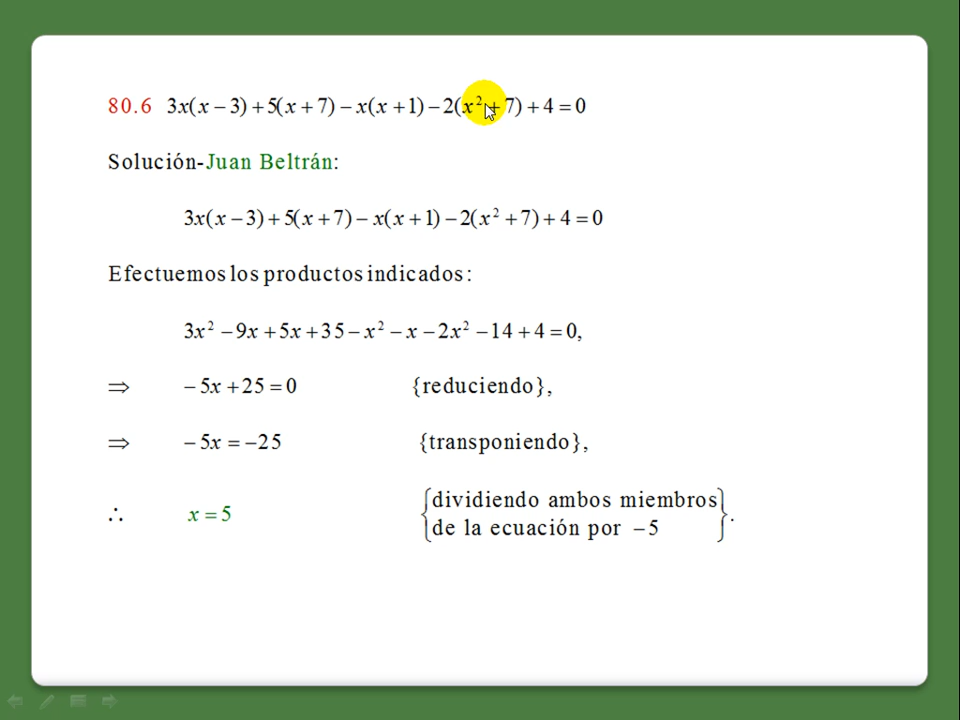 80.6 3x(x − 3) + 5(x + 7) − x(x + 1) − 2(x² + 7) + 4 = 0
Solución-Juan Beltrán:
3x(x − 3) + 5(x + 7) − x(x + 1) − 2(x² + 7) + 4 = 0
Efectuemos los productos indicados:
3x² − 9x + 5x + 35 − x² − x − 2x² − 14 + 4 = 0,
⇒ − 5x + 25 = 0 {reduciendo},
⇒ − 5x = −25 {transponiendo},
∴ x = 5 {dividiendo ambos miembros
de la ecuación por − 5}.